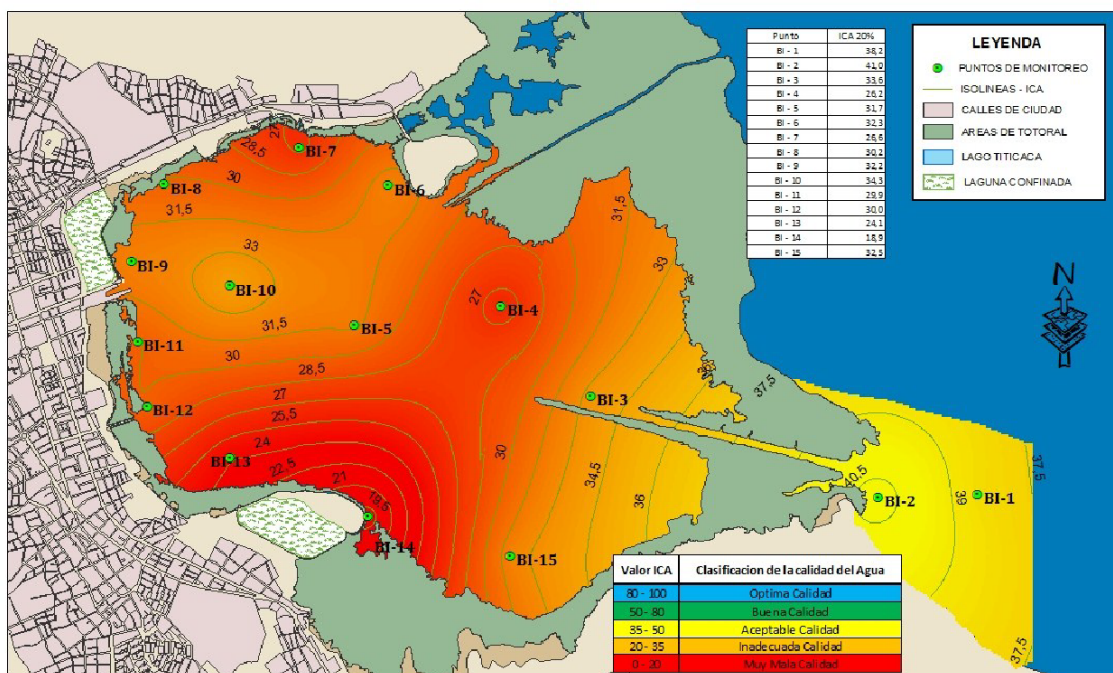 Punto ICA 20%
BI - 1 38,2
BI - 2 41,0
BI - 3 33,6
BI - 4 26,2
BI - 5 31,7
BI - 6 32,3
BI - 7 26,6
BI - 8 30,2
BI - 9 32,2
BI - 10 34,3
BI - 11 29,9
BI - 12 30,0
BI - 13 24,1
BI - 14 18,9
BI - 15 32,5
LEYENDA
PUNTOS DE MONITOREO
ISOLINEAS - ICA
CALLES DE CIUDAD
AREAS DE TOTORAL
LAGO TITICACA
LAGUNA CONFINADA
N
27
28,5
BI-7
30
BI-8
BI-6
31,5
31,5
33
33
BI-9
BI-10
27
BI-4
31,5
BI-5
BI-11
30
28,5
37,5
BI-3
27
BI-12
25,5
24
BI-13
22,5
30
34,5
36
21
19,5
40,5
39
37,5
BI-2
BI-1
BI-14
BI-15
37,5
Valor ICA Clasificacion de la calidad del Agua
80 - 100 Optima Calidad
50 - 80 Buena Calidad
35 - 50 Aceptable Calidad
20 - 35 Inadecuada Calidad
0 - 20 Muy Mala Calidad